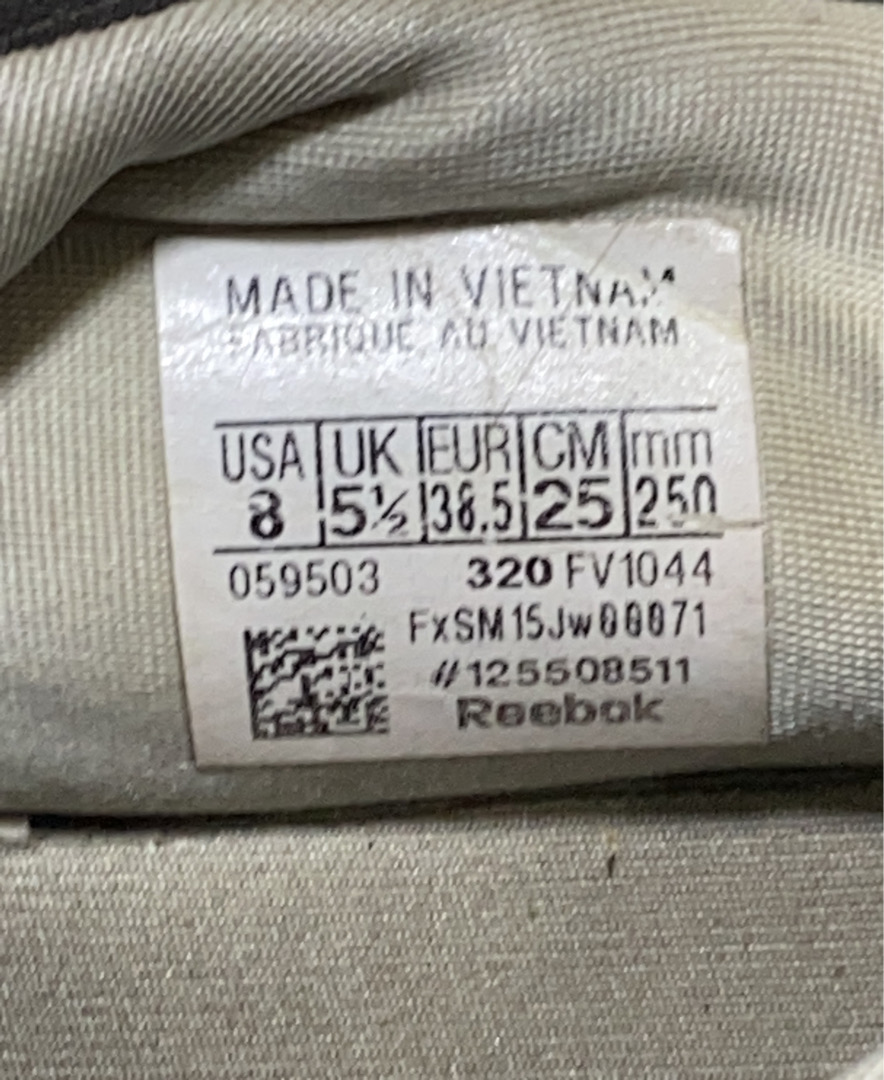 MADE IN VIETNAM
FABRIQUE AU VIETNAM
USA UK EUR CM mm
8 5½ 38.5 25 250
059503 320 FV1044
FxSM15Jw00071
#125508511
Reebok